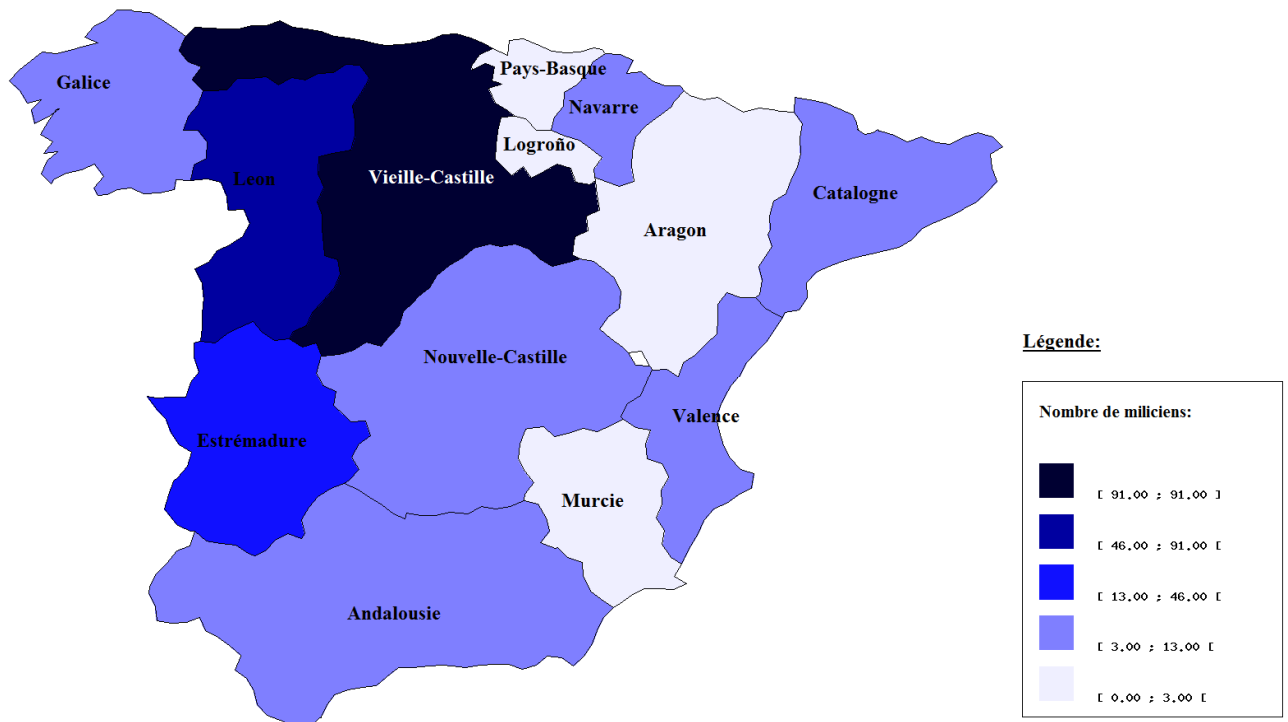 Galice
Pays-Basque
Navarre
Logroño
Leon
Vieille-Castille
Catalogne
Aragon
Nouvelle-Castille
Valence
Estrémadure
Murcie
Andalousie
Légende:
Nombre de miliciens:
[ 91.00 ; 91.00 ]
[ 46.00 ; 91.00 [
[ 13.00 ; 46.00 [
[ 3.00 ; 13.00 [
[ 0.00 ; 3.00 [